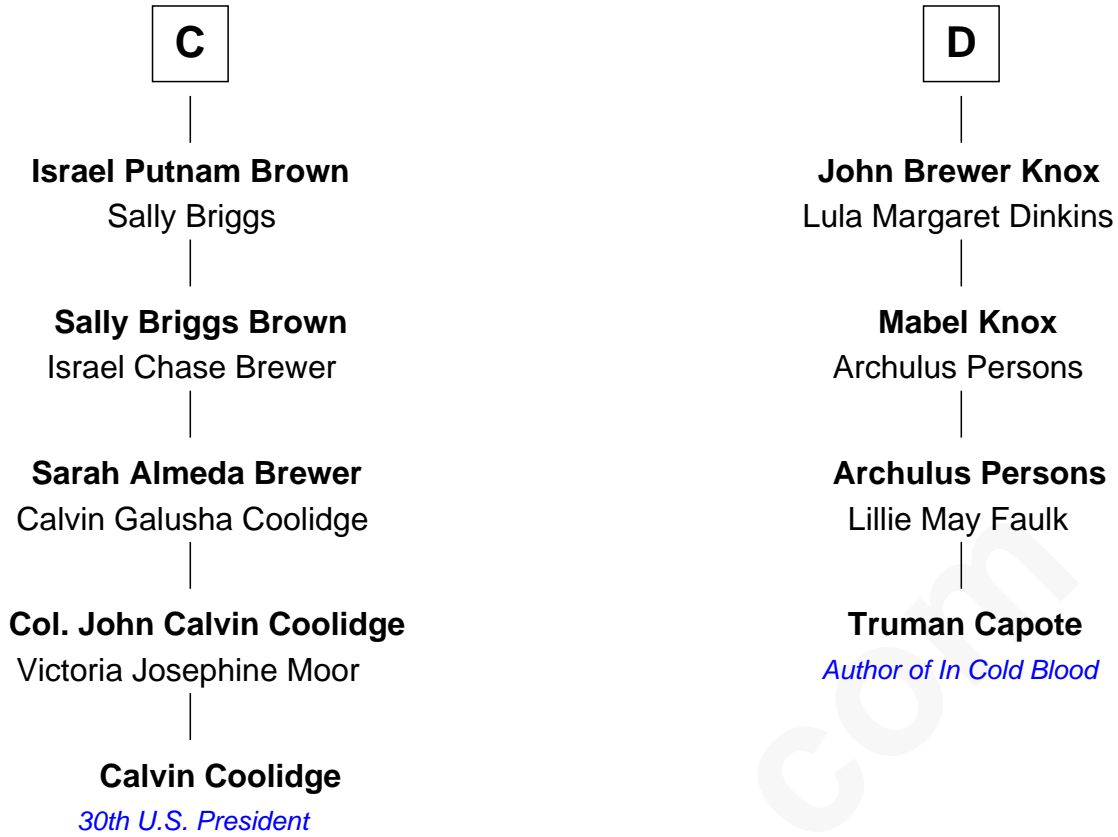 C
Israel Putnam Brown
Sally Briggs
Sally Briggs Brown
Israel Chase Brewer
Sarah Almeda Brewer
Calvin Galusha Coolidge
Col. John Calvin Coolidge
Victoria Josephine Moor
Calvin Coolidge
30th U.S. President
D
John Brewer Knox
Lula Margaret Dinkins
Mabel Knox
Archulus Persons
Archulus Persons
Lillie May Faulk
Truman Capote
Author of In Cold Blood
com